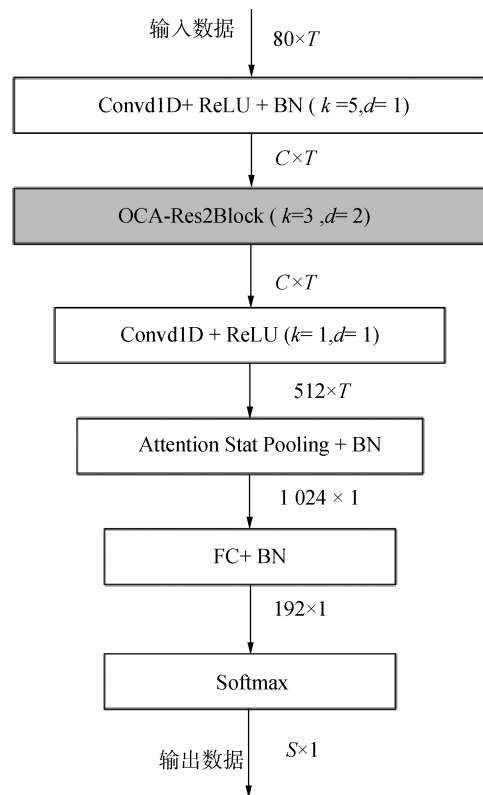 输入数据
80×T
Convd1D+ ReLU + BN ( k =5,d= 1)
C×T
OCA-Res2Block ( k=3 ,d= 2)
C×T
Convd1D + ReLU (k= 1,d= 1)
512×T
Attention Stat Pooling + BN
1 024 × 1
FC+ BN
192×1
Softmax
输出数据
S×1